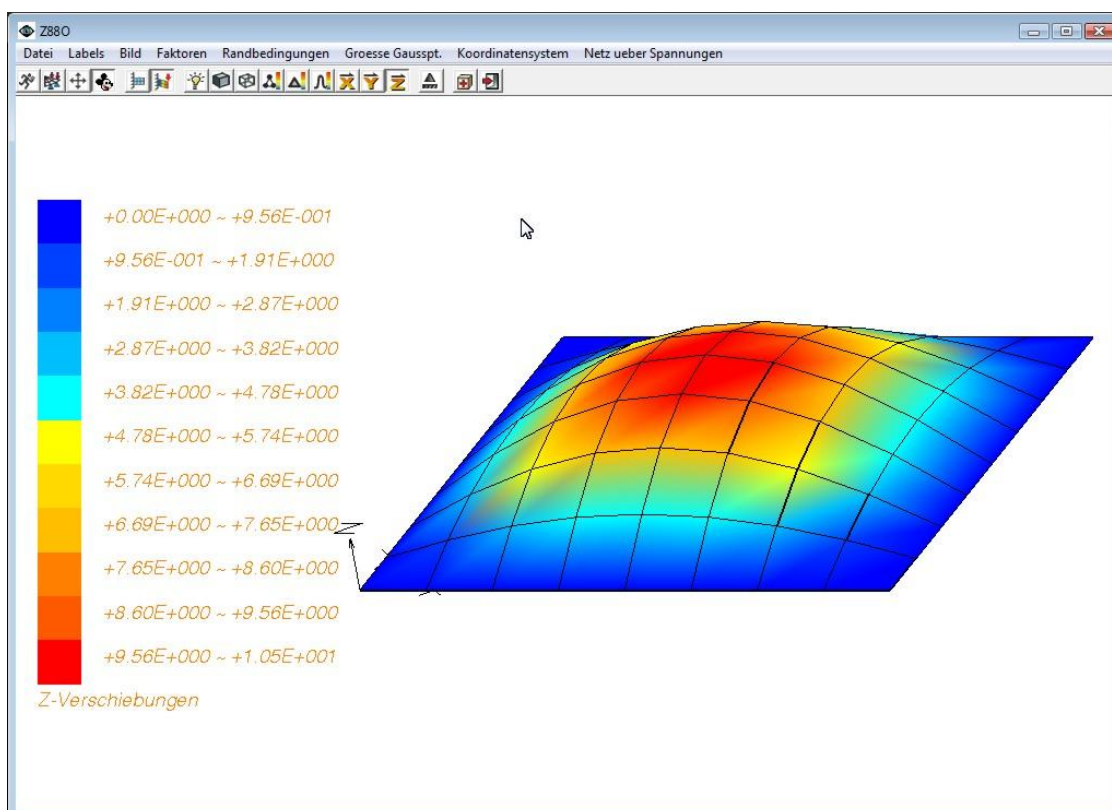 Z88O
Datei Labels Bild Faktoren Randbedingungen Groesse Gausspt. Koordinatensystem Netz ueber Spannungen
X Y Z
+0.00E+000 ~ +9.56E-001
+9.56E-001 ~ +1.91E+000
+1.91E+000 ~ +2.87E+000
+2.87E+000 ~ +3.82E+000
+3.82E+000 ~ +4.78E+000
+4.78E+000 ~ +5.74E+000
+5.74E+000 ~ +6.69E+000
+6.69E+000 ~ +7.65E+000
+7.65E+000 ~ +8.60E+000
+8.60E+000 ~ +9.56E+000
+9.56E+000 ~ +1.05E+001
Z-Verschiebungen
Z
X